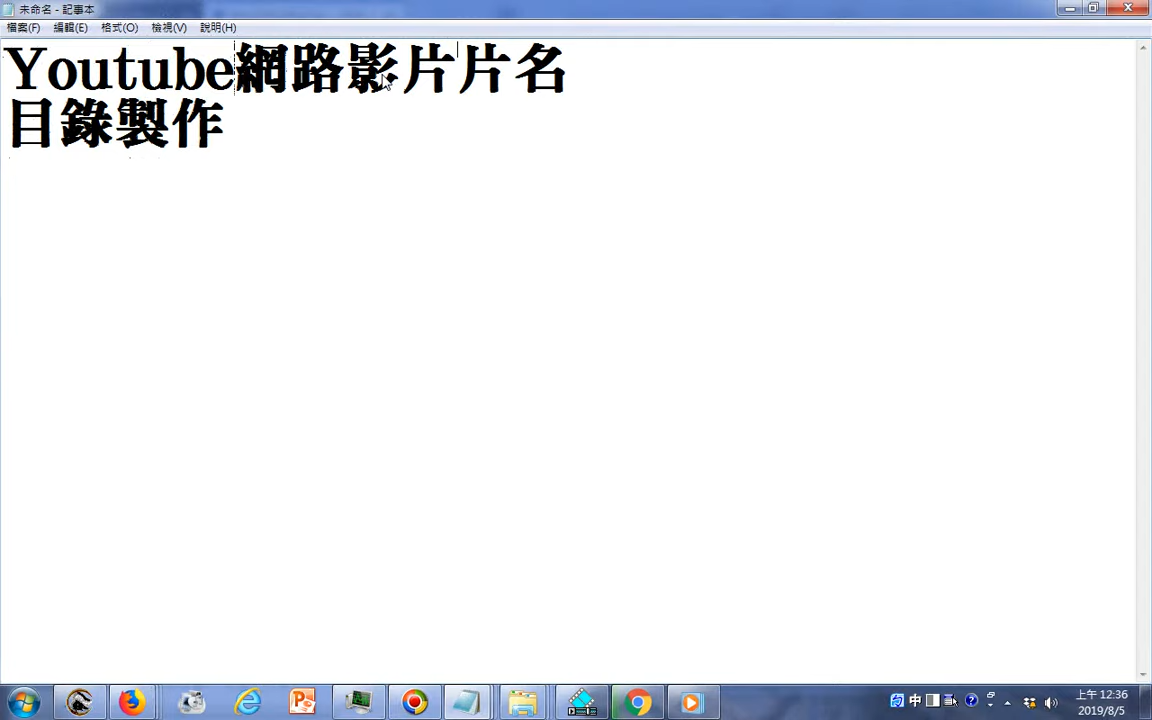 未命名 - 記事本
檔案(F) 編輯(E) 格式(O) 檢視(V) 說明(H)
Youtube網路影片片名
目錄製作
中
上午 12:36
2019/8/5